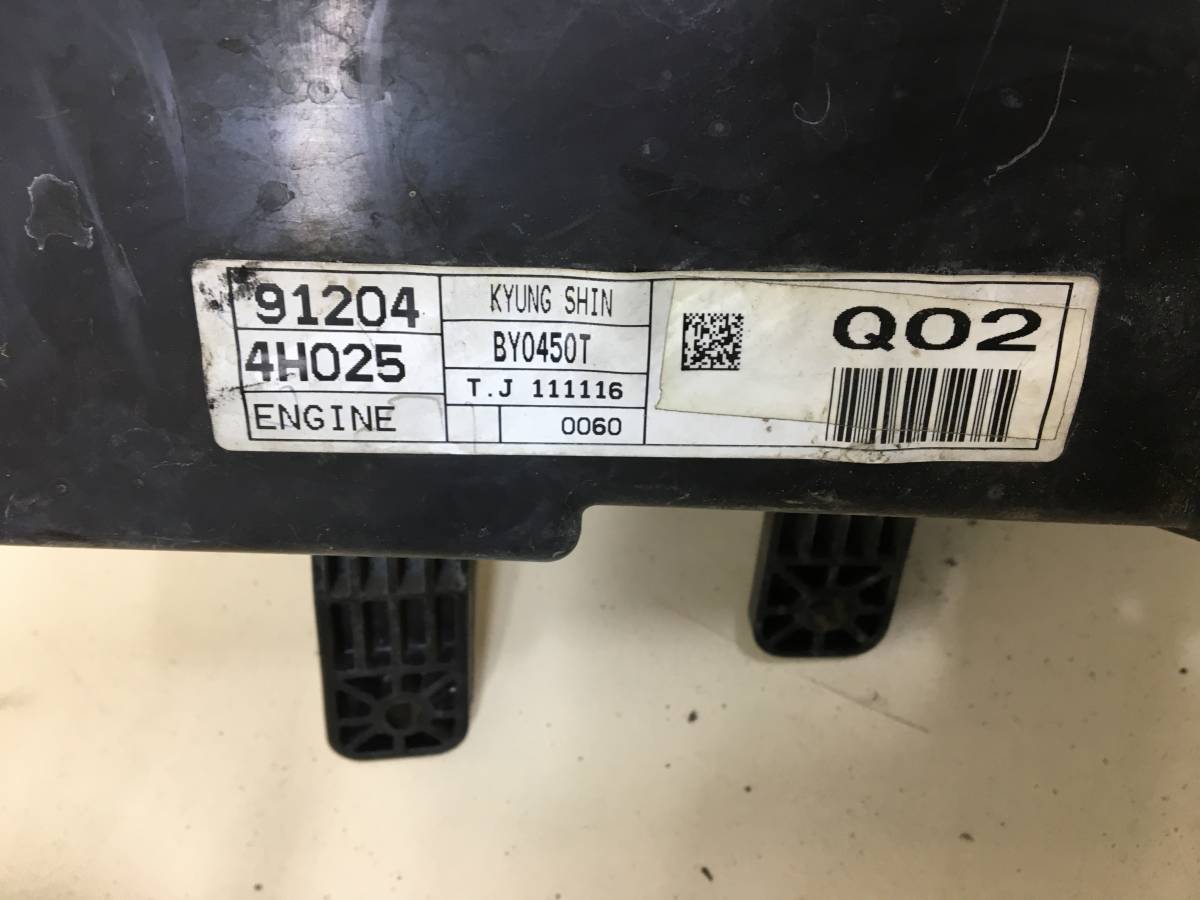 91204
4H025
ENGINE
KYUNG SHIN
BY0450T
T.J 111116
0060
Q02